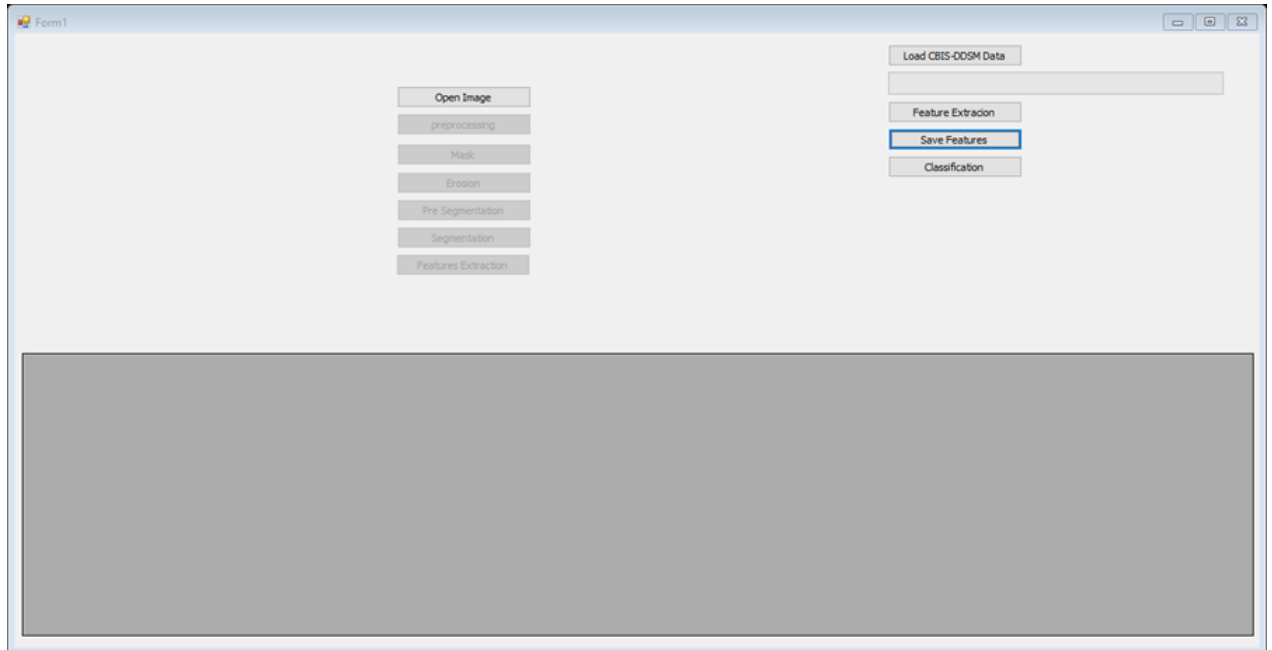 Form1
Load CBIS-DDSM Data
Open Image
preprocessing
Mask
Erosion
Pre Segmentation
Segmentation
Features Extraction
Feature Extracion
Save Features
Classification